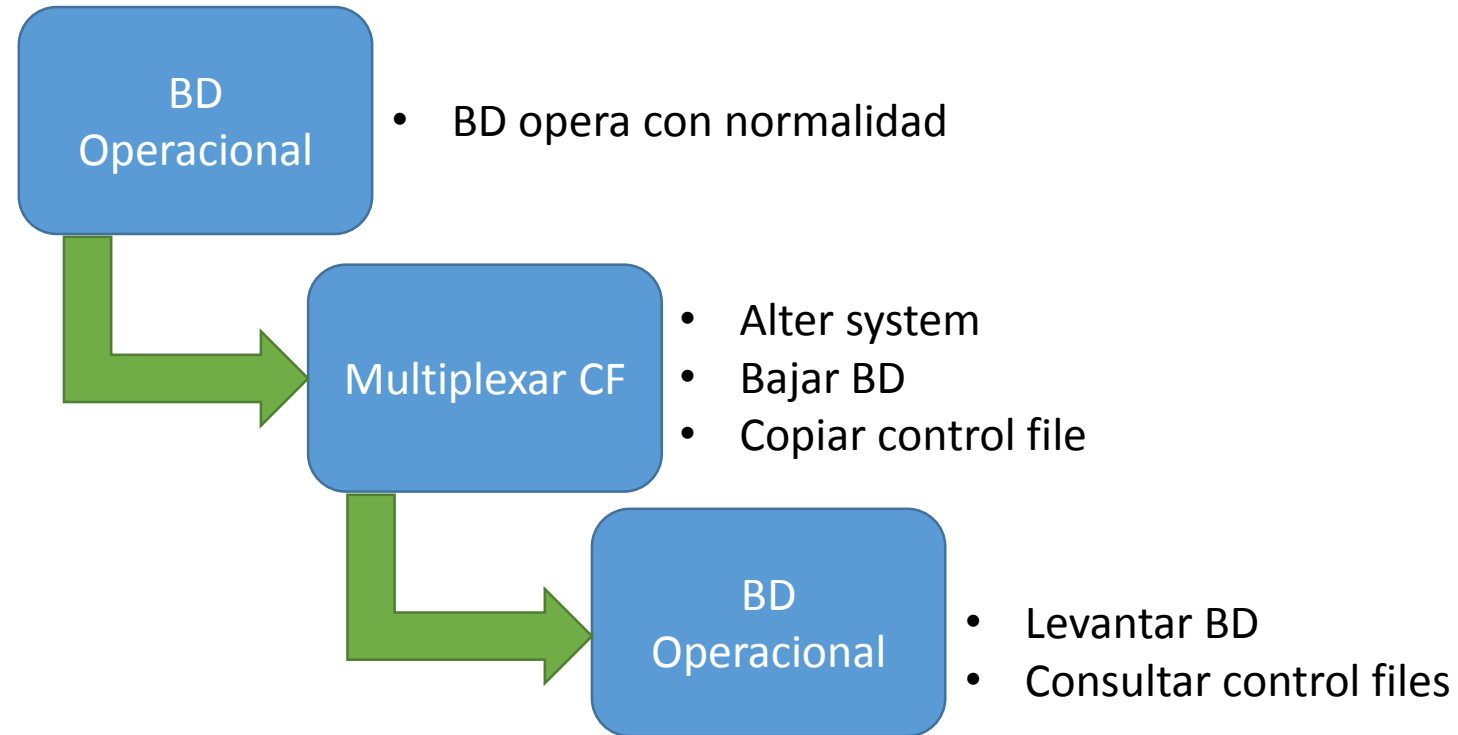 BD
Operacional
• BD opera con normalidad
Multiplexar CF
• Alter system
• Bajar BD
• Copiar control file
BD
Operacional
• Levantar BD
• Consultar control files